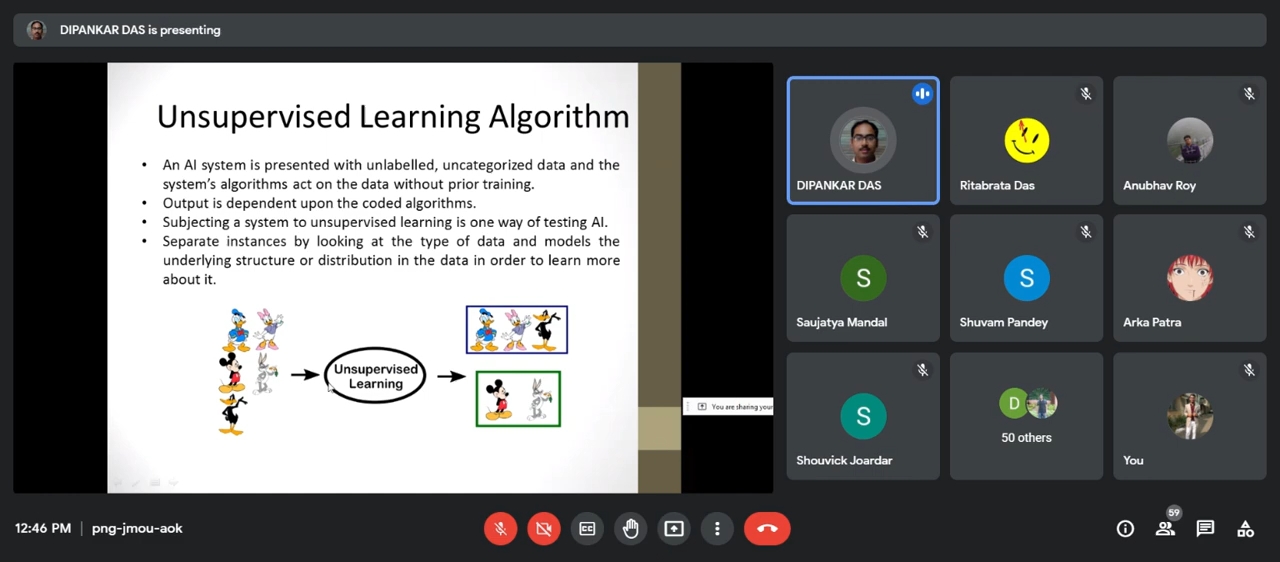 DIPANKAR DAS is presenting
Unsupervised Learning Algorithm
• An AI system is presented with unlabelled, uncategorized data and the
system's algorithms act on the data without prior training.
• Output is dependent upon the coded algorithms.
• Subjecting a system to unsupervised learning is one way of testing AI.
• Separate instances by looking at the type of data and models the
underlying structure or distribution in the data in order to learn more
about it.
Unsupervised
Learning
You are sharing your
DIPANKAR DAS
Ritabrata Das
Anubhav Roy
S
Saujatya Mandal
S
Shuvam Pandey
Arka Patra
S
Shouvick Joardar
D
50 others
You
12:46 PM | png-jmou-aok
CC
59